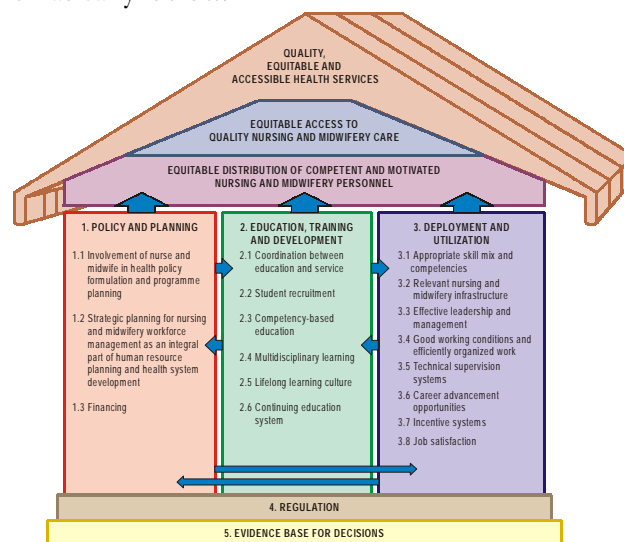 QUALITY,
EQUITABLE AND
ACCESSIBLE HEALTH SERVICES
EQUITABLE ACCESS TO
QUALITY NURSING AND MIDWIFERY CARE
EQUITABLE DISTRIBUTION OF COMPETENT AND MOTIVATED
NURSING AND MIDWIFERY PERSONNEL
1. POLICY AND PLANNING
1.1 Involvement of nurse and
midwife in health policy
formulation and programme
planning
1.2 Strategic planning for nursing
and midwifery workforce
management as an integral
part of human resource
planning and health system
development
1.3 Financing
2. EDUCATION, TRAINING
AND DEVELOPMENT
2.1 Coordination between
education and service
2.2 Student recruitment
2.3 Competency-based
education
2.4 Multidisciplinary learning
2.5 Lifelong learning culture
2.6 Continuing education
system
3. DEPLOYMENT AND
UTILIZATION
3.1 Appropriate skill mix and
competencies
3.2 Relevant nursing and
midwifery infrastructure
3.3 Effective leadership and
management
3.4 Good working conditions and
efficiently organized work
3.5 Technical supervision
systems
3.6 Career advancement
opportunities
3.7 Incentive systems
3.8 Job satisfaction
4. REGULATION
5. EVIDENCE BASE FOR DECISIONS